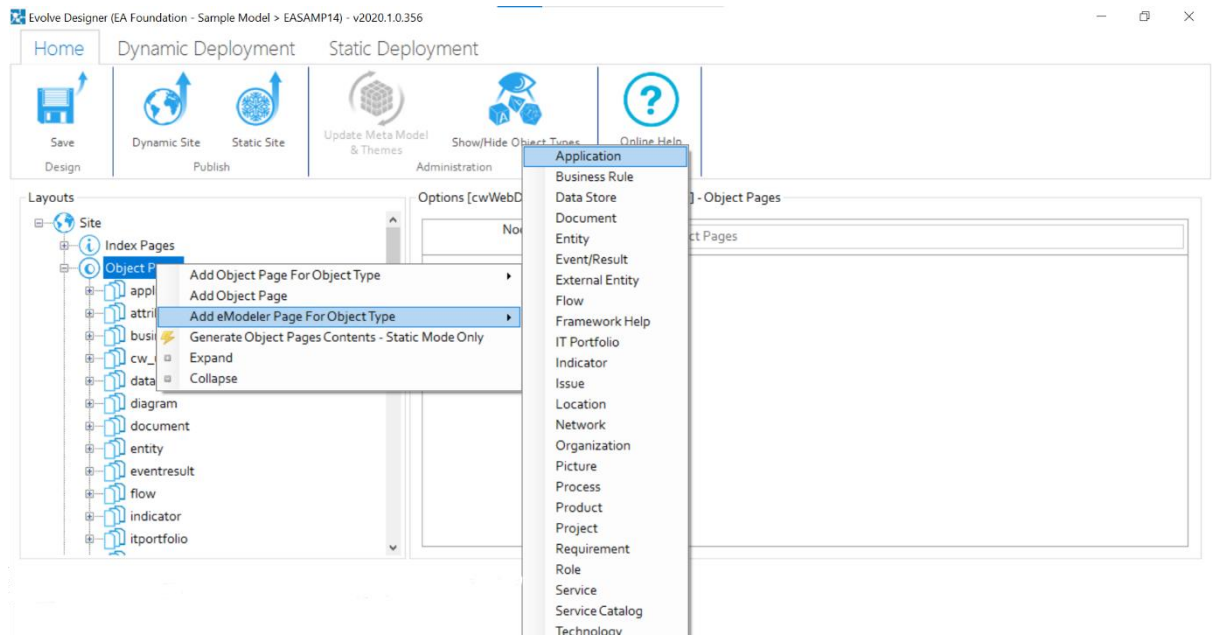 Evolve Designer (EA Foundation - Sample Model > EASAMP14) - v2020.1.0.356
Home Dynamic Deployment Static Deployment
Save
Dynamic Site
Static Site
Update Meta Model
& Themes
Show/Hide Object Types
Online Help
Design
Publish
Administration
Layouts
Site
Index Pages
Object P
appl
attri
busi
cw_
data
diagram
document
entity
eventresult
flow
indicator
itportfolio
Add Object Page For Object Type
Add Object Page
Add eModeler Page For Object Type
Generate Object Pages Contents - Static Mode Only
Expand
Collapse
Options [cwWebD
] - Object Pages
ct Pages
Application
Business Rule
Data Store
Document
Entity
Event/Result
External Entity
Flow
Framework Help
IT Portfolio
Indicator
Issue
Location
Network
Organization
Picture
Process
Product
Project
Requirement
Role
Service
Service Catalog
Technology